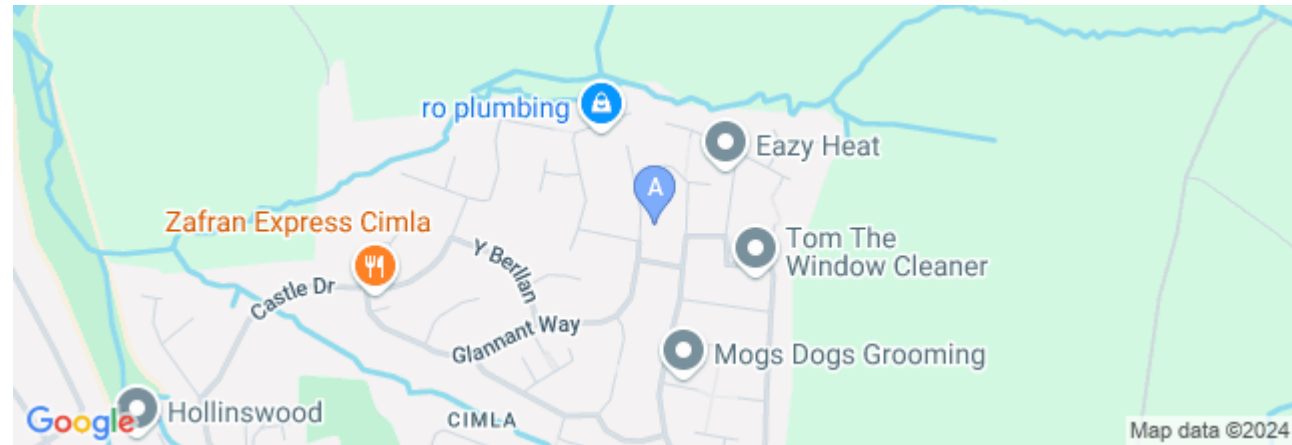 ro plumbing
Eazy Heat
A
Zafran Express Cimla
Tom The
Window Cleaner
Y Berllan
Castle Dr
Glannant Way
Mogs Dogs Grooming
Hollinswood
CIMLA
Google
Map data ©2024